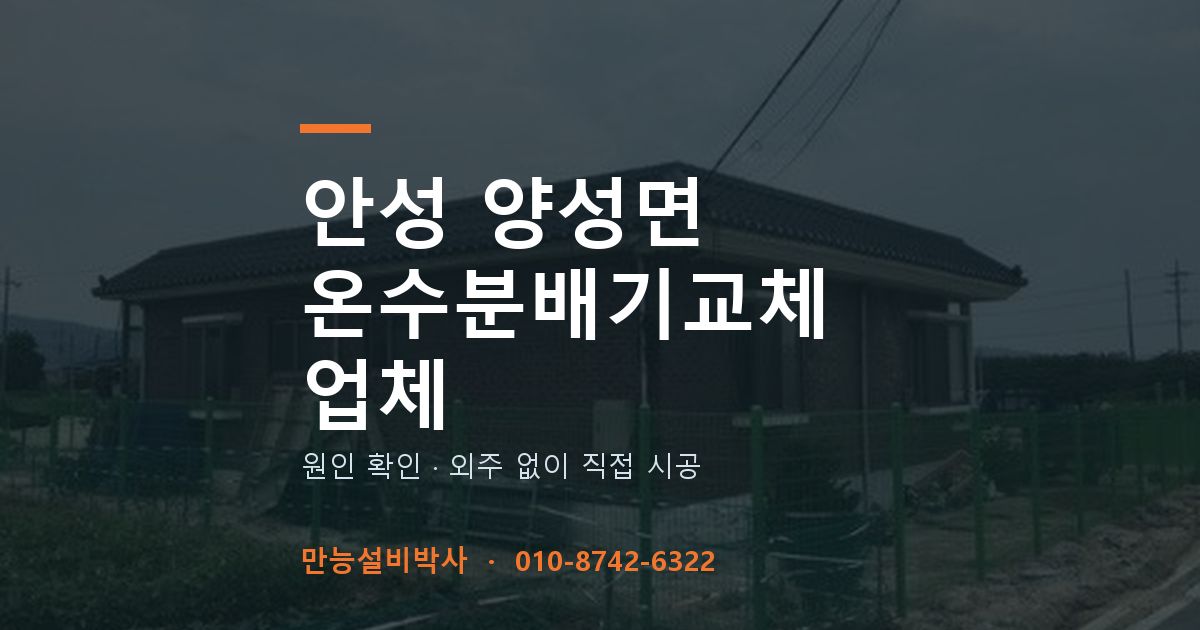 안성 양성면
온수분배기교체
업체
원인 확인 · 외주 없이 직접 시공
만능설비박사 · 010-8742-6322